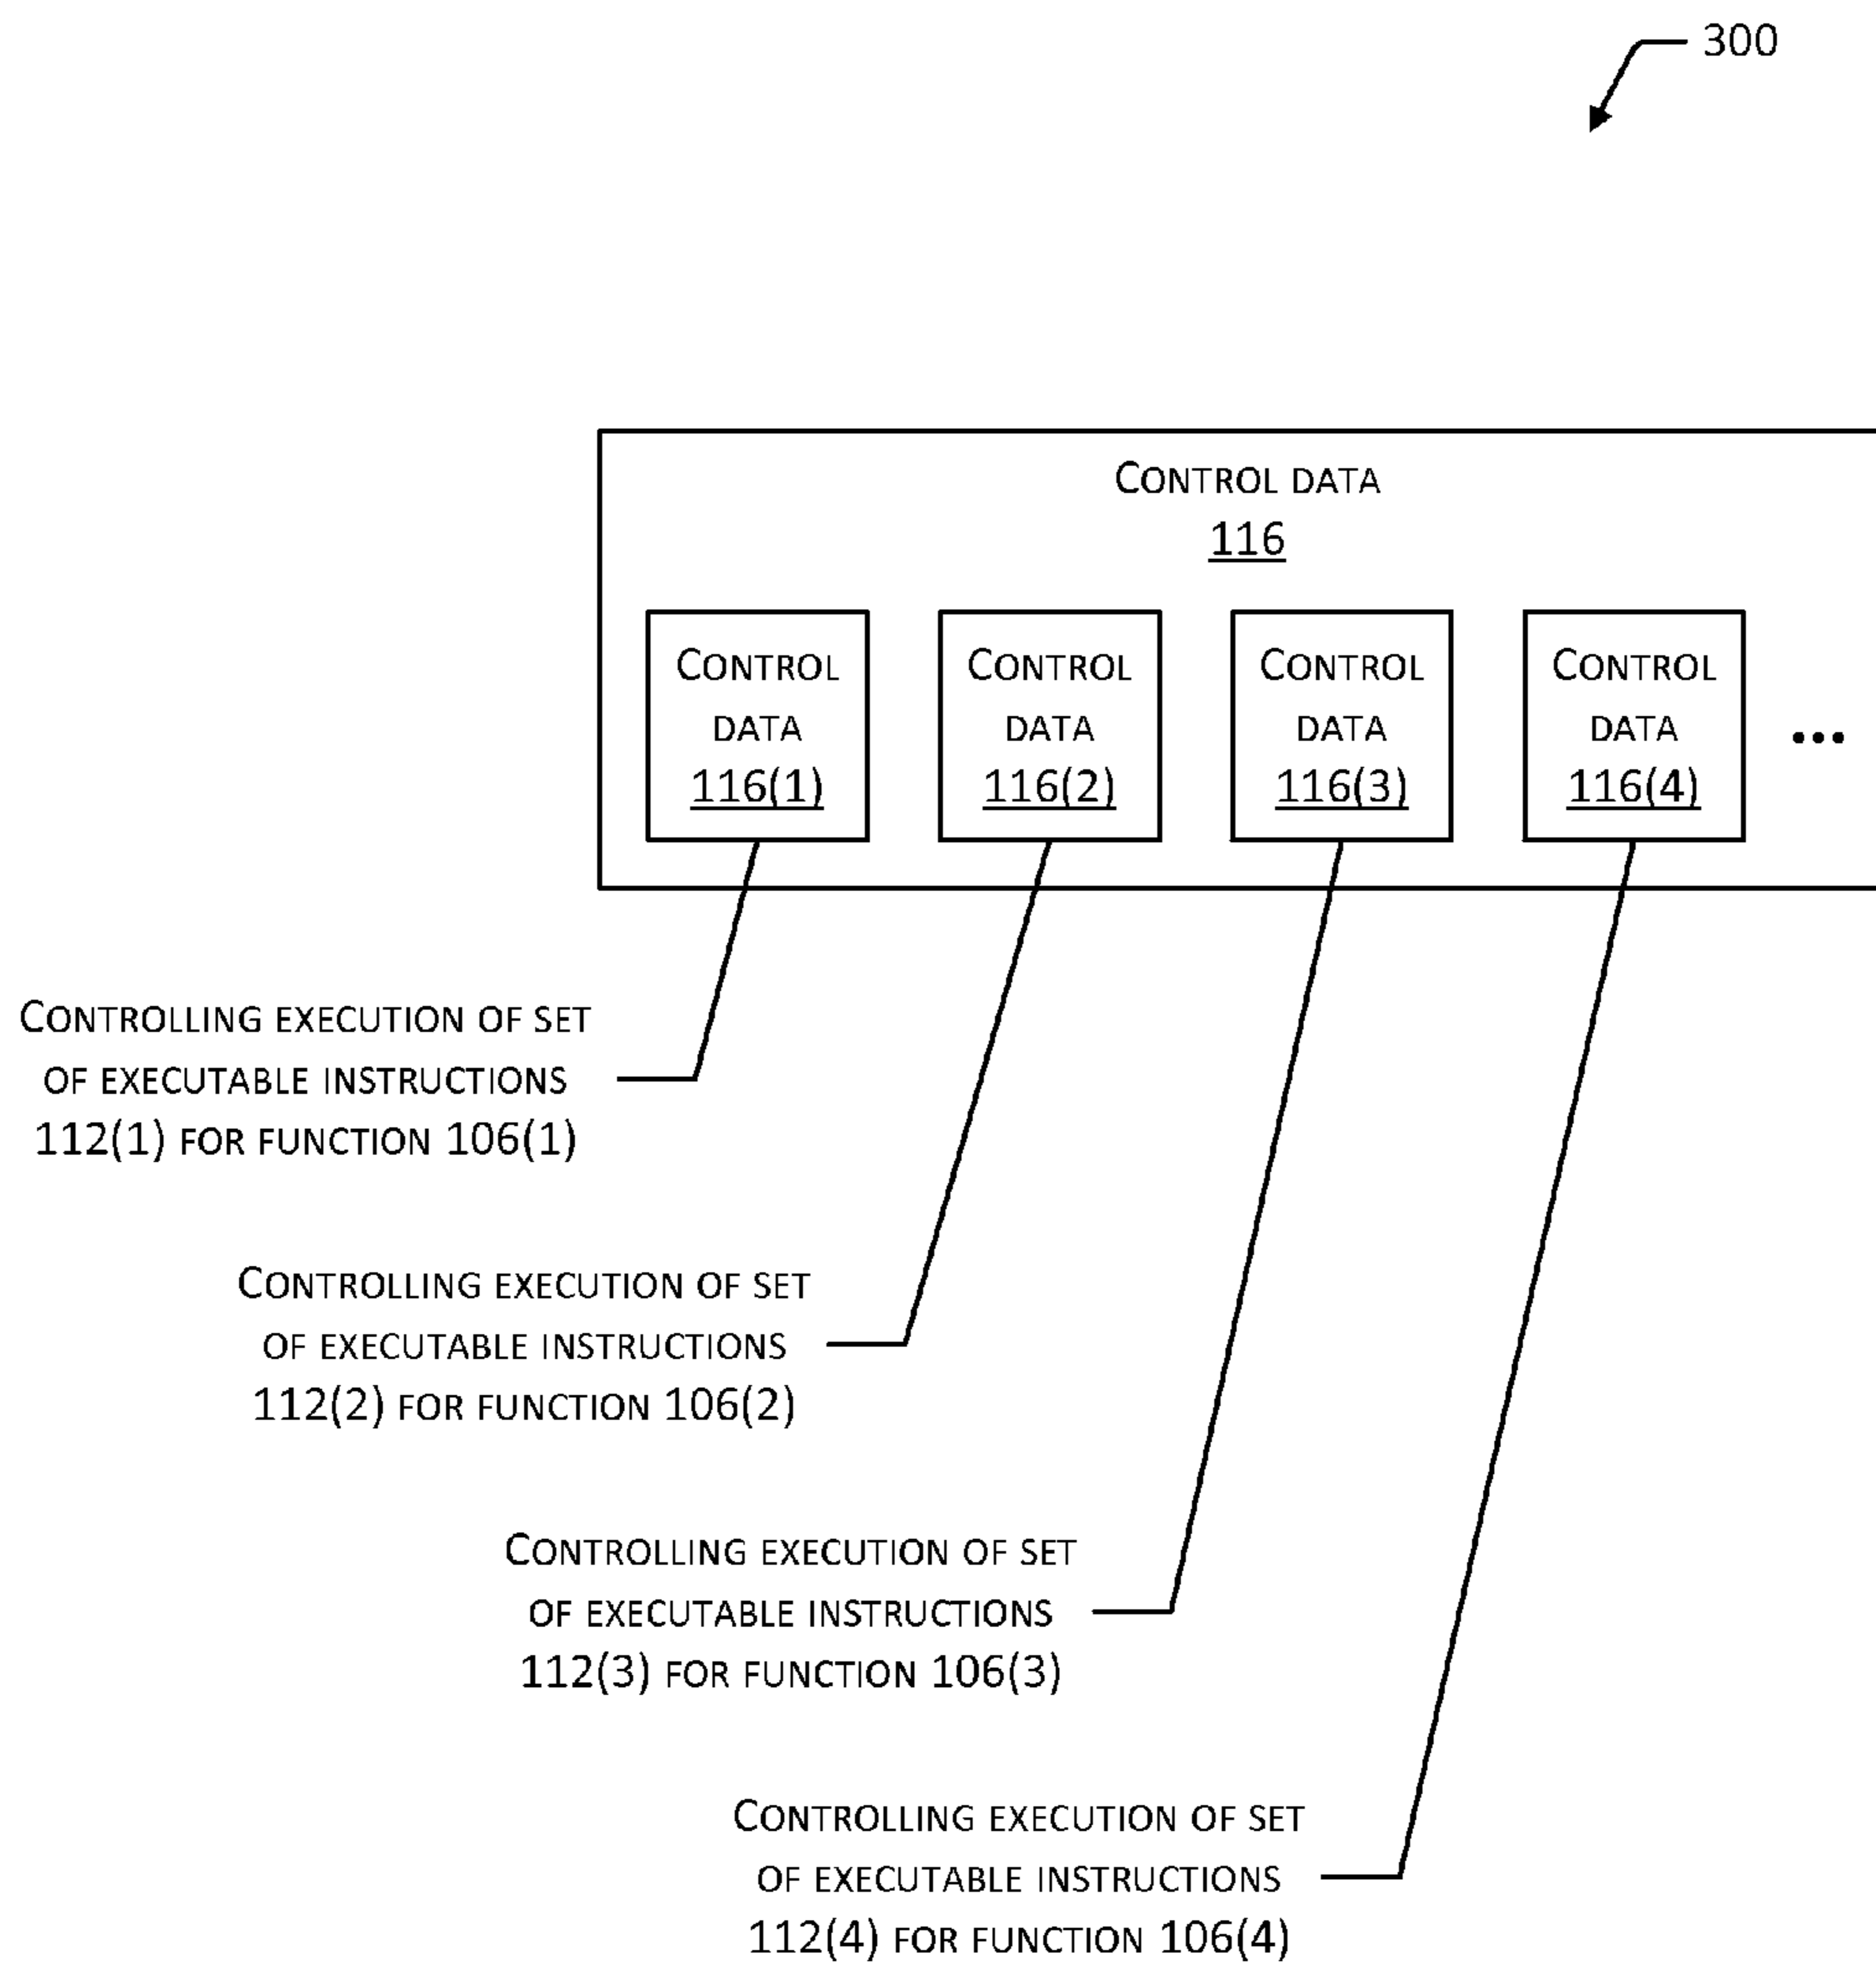 300
CONTROL DATA
116
CONTROL
DATA
116(1)
CONTROL
DATA
116(2)
CONTROL
DATA
116(3)
CONTROL
DATA
116(4)
...
CONTROLLING EXECUTION OF SET
OF EXECUTABLE INSTRUCTIONS
112(1) FOR FUNCTION 106(1)
CONTROLLING EXECUTION OF SET
OF EXECUTABLE INSTRUCTIONS
112(2) FOR FUNCTION 106(2)
CONTROLLING EXECUTION OF SET
OF EXECUTABLE INSTRUCTIONS
112(3) FOR FUNCTION 106(3)
CONTROLLING EXECUTION OF SET
OF EXECUTABLE INSTRUCTIONS
112(4) FOR FUNCTION 106(4)